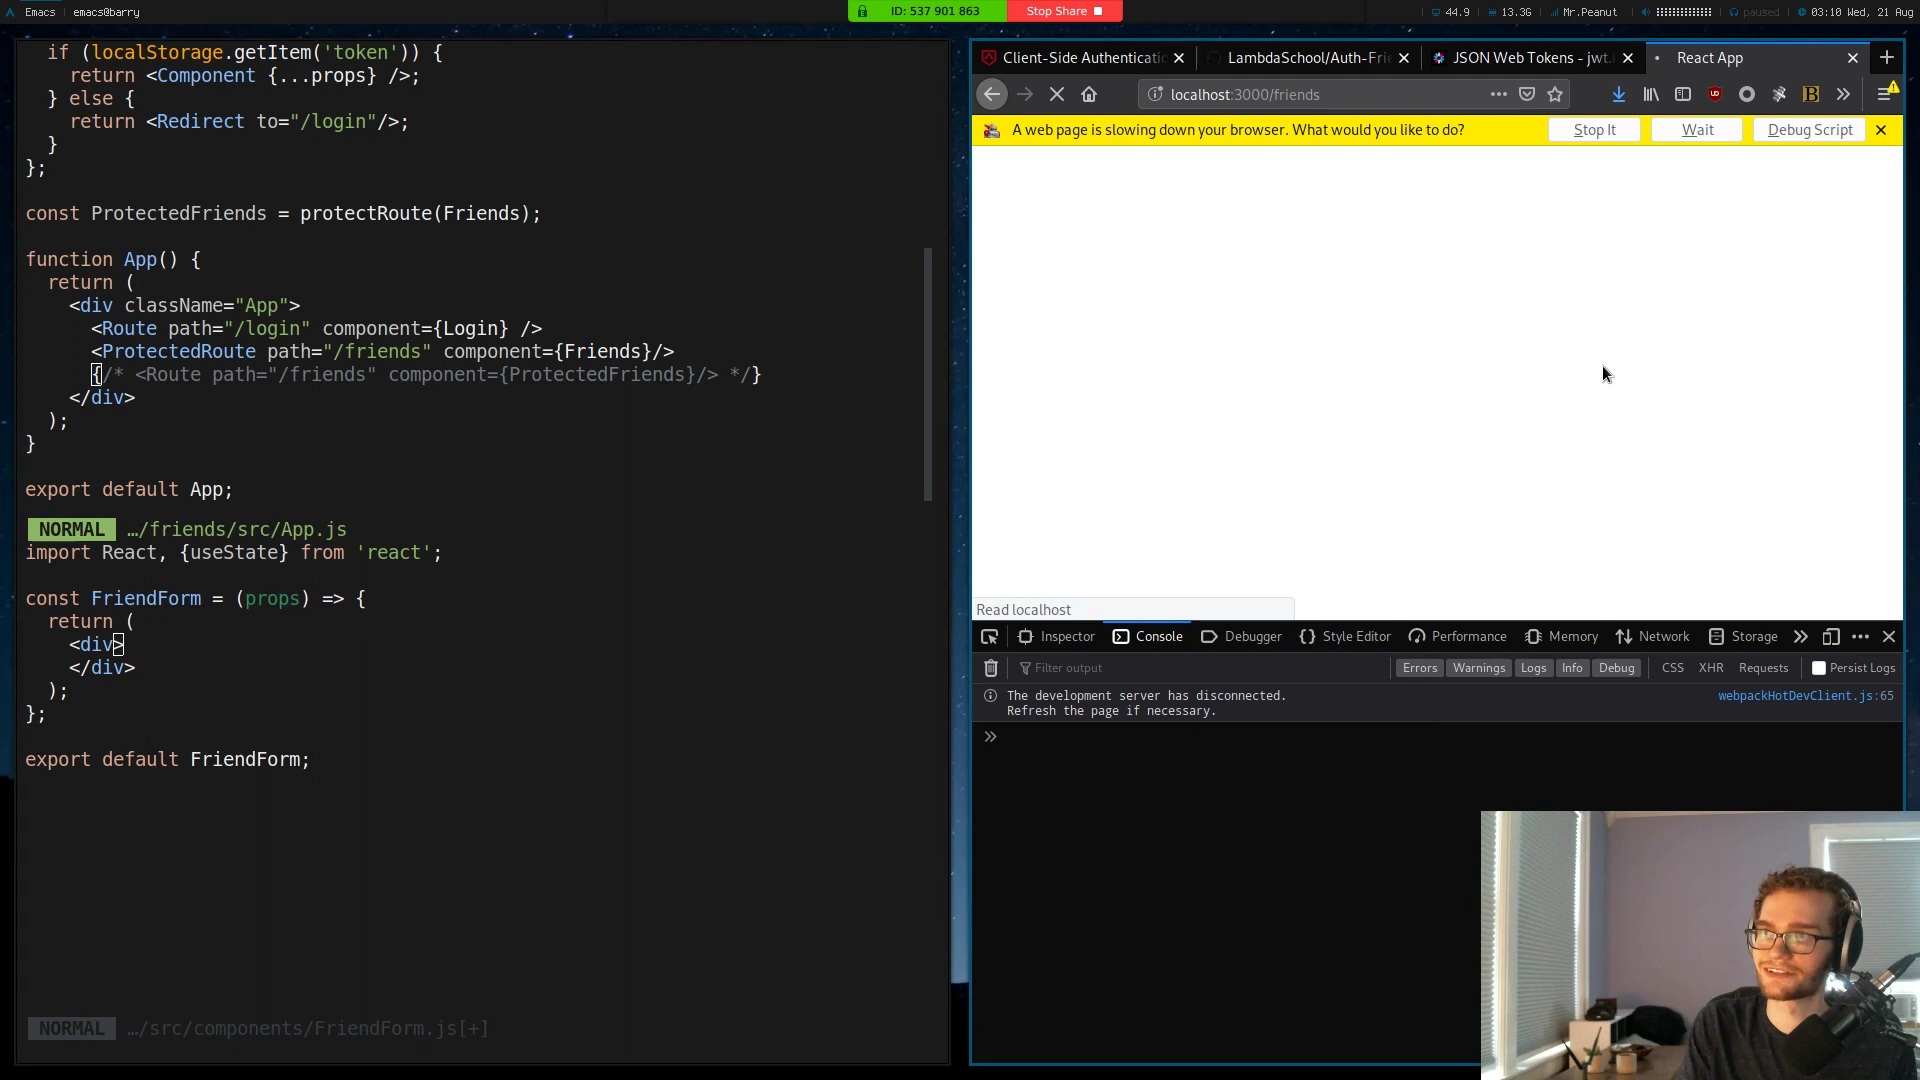 Emacs emacs@barry
ID: 537 901 863 Stop Share
44.9 13.3G Mr.Peanut paused 03:10 Wed, 21 Aug
if (localStorage.getItem('token')) {
return <Component {...props} />;
} else {
return <Redirect to="/login"/>;
}
};
const ProtectedFriends = protectRoute(Friends);
function App() {
return (
<div className="App">
<Route path="/login" component={Login} />
<ProtectedRoute path="/friends" component={Friends}/>
{/* <Route path="/friends" component={ProtectedFriends}/> */}
</div>
);
}
export default App;
NORMAL …/friends/src/App.js
import React, {useState} from 'react';
const FriendForm = (props) => {
return (
<div>
</div>
);
};
export default FriendForm;
NORMAL …/src/components/FriendForm.js[+]
Client-Side Authenticati LambdaSchool/Auth-Frie JSON Web Tokens - jwt.i React App
localhost:3000/friends
A web page is slowing down your browser. What would you like to do? Stop It Wait Debug Script
Read localhost
Inspector Console Debugger Style Editor Performance Memory Network Storage
Filter output Errors Warnings Logs Info Debug CSS XHR Requests Persist Logs
The development server has disconnected. webpackHotDevClient.js:65
Refresh the page if necessary.